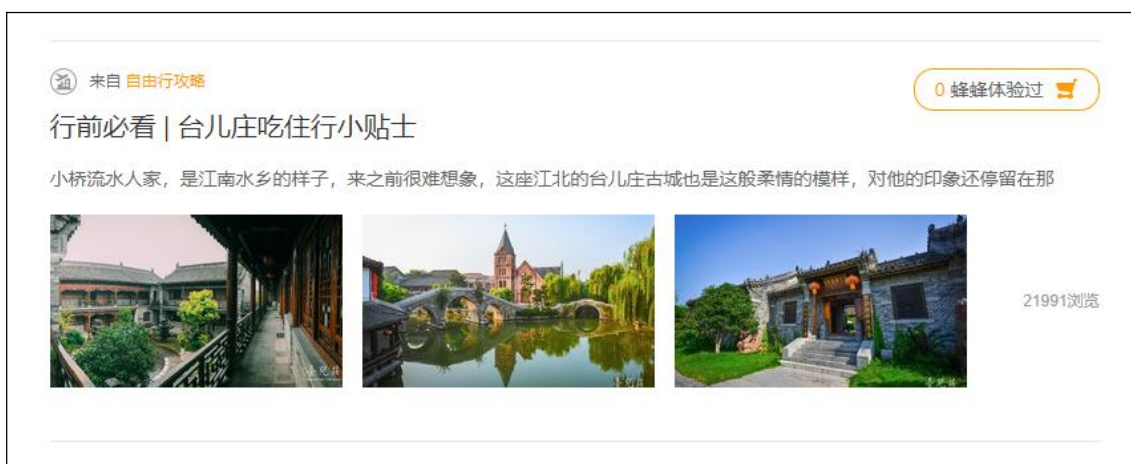 来自 自由行攻略
0 蜂蜂体验过
行前必看 | 台儿庄吃住行小贴士
小桥流水人家，是江南水乡的样子，来之前很难想象，这座江北的台儿庄古城也是这般柔情的模样，对他的印象还停留在那
21991浏览